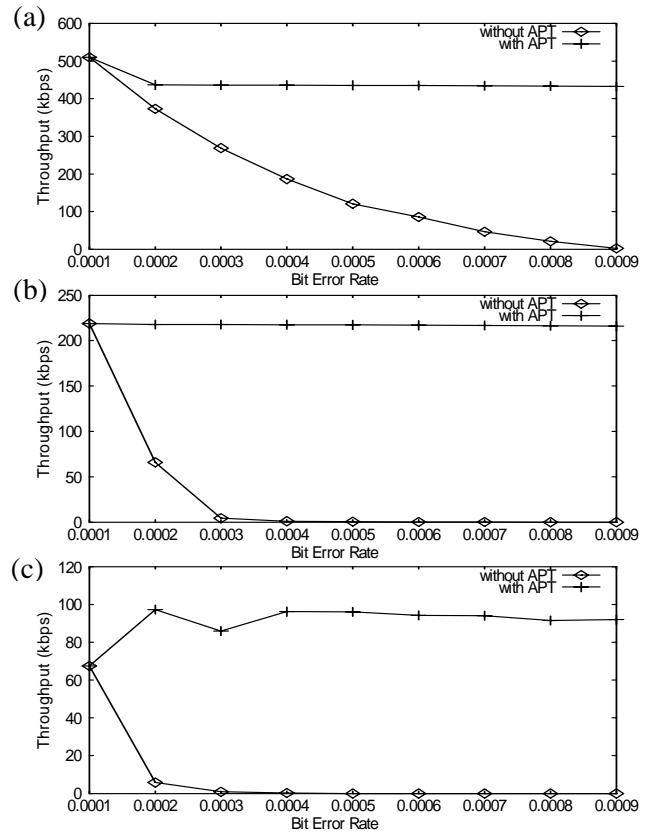 (a)
600
500
400
300
200
100
0
Throughput (kbps)
without APT
with APT
0.0001 0.0002 0.0003 0.0004 0.0005 0.0006 0.0007 0.0008 0.0009
Bit Error Rate
(b)
250
200
150
100
50
0
Throughput (kbps)
without APT
with APT
0.0001 0.0002 0.0003 0.0004 0.0005 0.0006 0.0007 0.0008 0.0009
Bit Error Rate
(c)
120
100
80
60
40
20
0
Throughput (kbps)
without APT
with APT
0.0001 0.0002 0.0003 0.0004 0.0005 0.0006 0.0007 0.0008 0.0009
Bit Error Rate